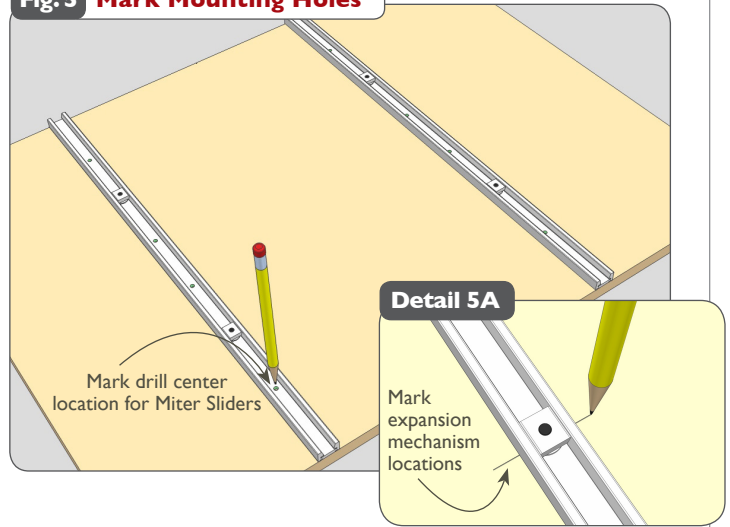 Fig. 5 Mark Mounting Holes
Mark drill center
location for Miter Sliders
Detail 5A
Mark
expansion
mechanism
locations